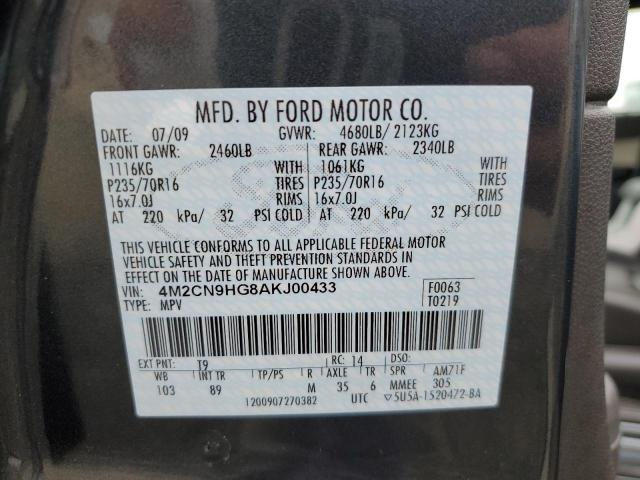 MFD. BY FORD MOTOR CO.
DATE: 07/09 GVWR: 4680LB/ 2123KG
FRONT GAWR: 2460LB REAR GAWR: 2340LB
1116KG WITH 1061KG WITH
P235/70R16 TIRES P235/70R16 TIRES
16x7.0J RIMS 16x7.0J RIMS
AT 220 kPa/ 32 PSI COLD AT 220 kPa/ 32 PSI COLD
THIS VEHICLE CONFORMS TO ALL APPLICABLE FEDERAL MOTOR
VEHICLE SAFETY AND THEFT PREVENTION STANDARDS IN
EFFECT ON THE DATE OF MANUFACTURE SHOWN ABOVE.
VIN: 4M2CN9HG8AKJ00433 F0063
TYPE: MPV T0219
EXT PNT: T9 RC: 14 DSO:
WB INT TR TP/PS R AXLE TR SPR AM71F
103 89 M 35 6 MMEE 305
1200907270382 UTC ▽5U5A-1520472-BA